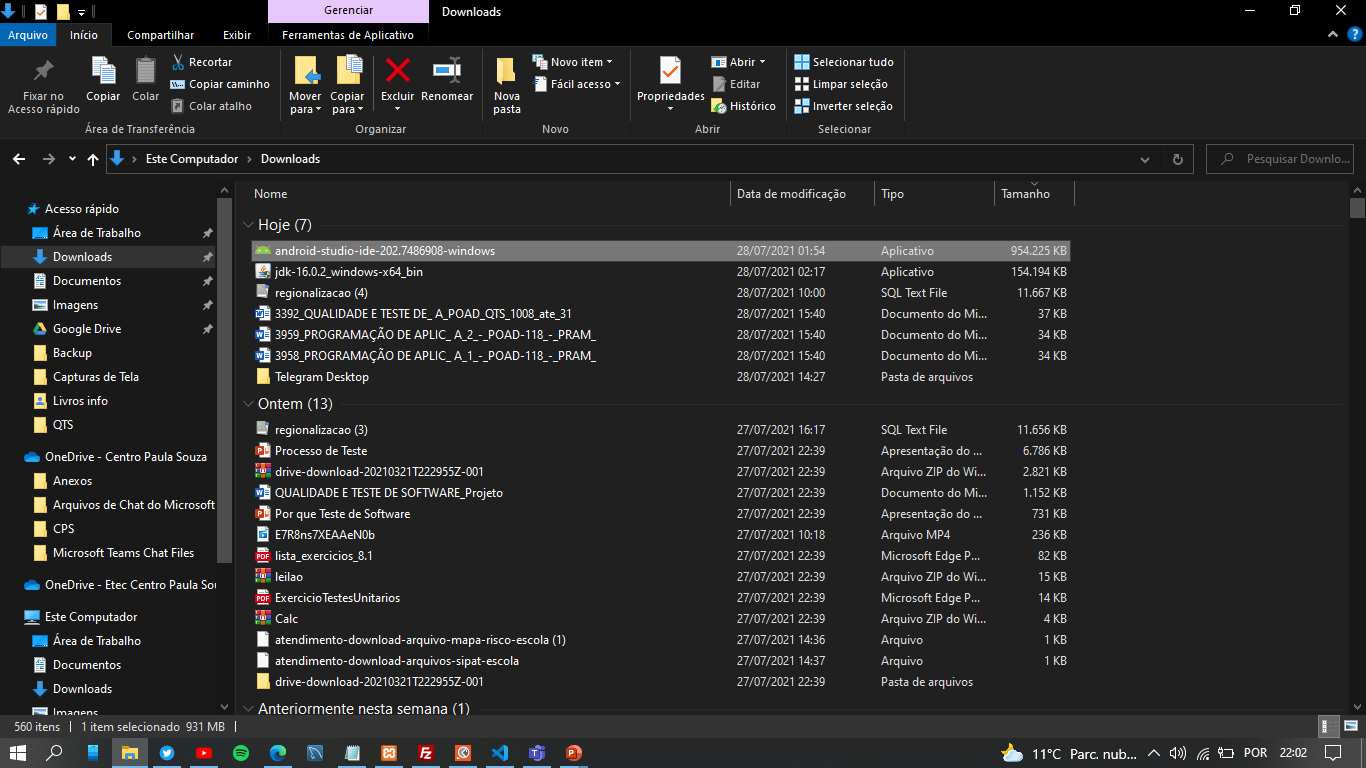 Gerenciar Downloads
Arquivo Início Compartilhar Exibir Ferramentas de Aplicativo
Fixar no Acesso rápido
Copiar
Colar
Recortar
Copiar caminho
Colar atalho
Área de Transferência
Mover para
Copiar para
Excluir
Renomear
Organizar
Nova pasta
Novo item
Fácil acesso
Novo
Propriedades
Abrir
Editar
Histórico
Abrir
Selecionar tudo
Limpar seleção
Inverter seleção
Selecionar
Este Computador > Downloads
Pesquisar Downlo...
Acesso rápido
Área de Trabalho
Downloads
Documentos
Imagens
Google Drive
Backup
Capturas de Tela
Livros info
QTS
OneDrive - Centro Paula Souza
Anexos
Arquivos de Chat do Microsoft
CPS
Microsoft Teams Chat Files
OneDrive - Etec Centro Paula Sou
Este Computador
Área de Trabalho
Documentos
Downloads
Imagens
Nome Data de modificação Tipo Tamanho
Hoje (7)
android-studio-ide-202.7486908-windows 28/07/2021 01:54 Aplicativo 954.225 KB
jdk-16.0.2_windows-x64_bin 28/07/2021 02:17 Aplicativo 154.194 KB
regionalizacao (4) 28/07/2021 10:00 SQL Text File 11.667 KB
3392_QUALIDADE E TESTE DE_ A_POAD_QTS_1008_ate_31 28/07/2021 15:40 Documento do Mi... 37 KB
3959_PROGRAMAÇÃO DE APLIC_ A_2_-_POAD-118_-_PRAM_ 28/07/2021 15:40 Documento do Mi... 34 KB
3958_PROGRAMAÇÃO DE APLIC_ A_1_-_POAD-118_-_PRAM_ 28/07/2021 15:40 Documento do Mi... 34 KB
Telegram Desktop 28/07/2021 14:27 Pasta de arquivos
Ontem (13)
regionalizacao (3) 27/07/2021 16:17 SQL Text File 11.656 KB
Processo de Teste 27/07/2021 22:39 Apresentação do ... 6.786 KB
drive-download-20210321T222955Z-001 27/07/2021 22:39 Arquivo ZIP do Wi... 2.821 KB
QUALIDADE E TESTE DE SOFTWARE_Projeto 27/07/2021 22:39 Documento do Mi... 1.152 KB
Por que Teste de Software 27/07/2021 22:39 Apresentação do ... 731 KB
E7R8ns7XEAAeN0b 27/07/2021 10:18 Arquivo MP4 236 KB
lista_exercicios_8.1 27/07/2021 22:39 Microsoft Edge P... 82 KB
leilao 27/07/2021 22:39 Arquivo ZIP do Wi... 15 KB
ExercicioTestesUnitarios 27/07/2021 22:39 Microsoft Edge P... 14 KB
Calc 27/07/2021 22:39 Arquivo ZIP do Wi... 4 KB
atendimento-download-arquivo-mapa-risco-escola (1) 27/07/2021 14:36 Arquivo 1 KB
atendimento-download-arquivos-sipat-escola 27/07/2021 14:37 Arquivo 1 KB
drive-download-20210321T222955Z-001 27/07/2021 22:39 Pasta de arquivos
Anteriormente nesta semana (1)
560 itens 1 item selecionado 931 MB
11°C Parc. nub... POR 22:02